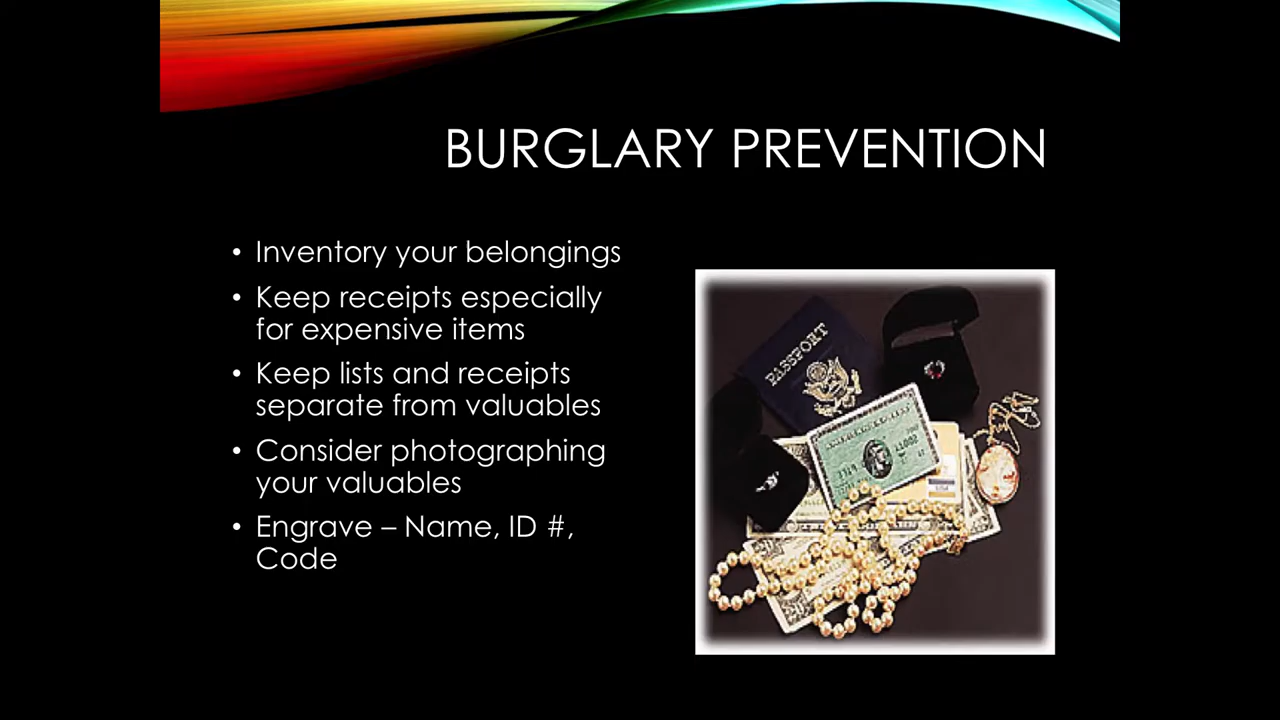 BURGLARY PREVENTION
• Inventory your belongings
• Keep receipts especially
for expensive items
• Keep lists and receipts
separate from valuables
• Consider photographing
your valuables
• Engrave – Name, ID #,
Code
PASSPORT